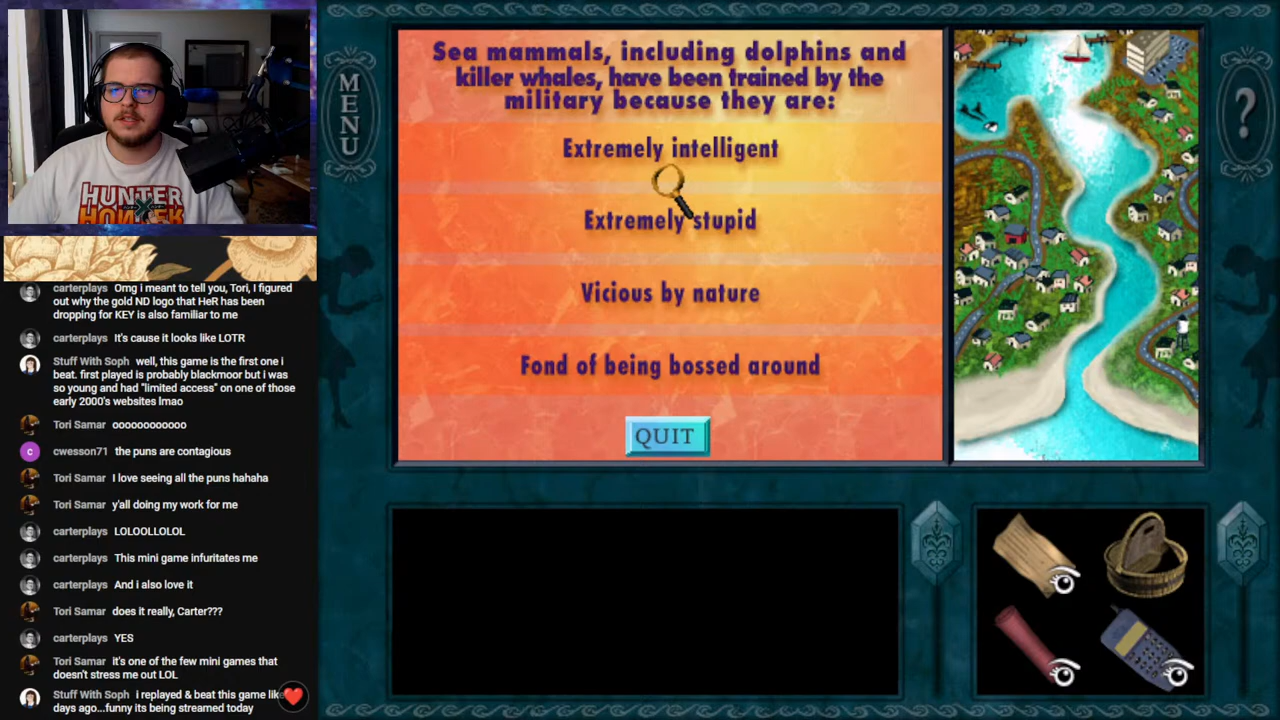 HUNTER
HUNTER
carterplays Omg i meant to tell you, Tori, I figured
out why the gold ND logo that HeR has been
dropping for KEY is also familiar to me
carterplays It's cause it looks like LOTR
Stuff With Soph well, this game is the first one i
beat. first played is probably blackmoor but i was
so young and had "limited access" on one of those
early 2000's websites lmao
Tori Samar oooooooooooo
c cwesson71 the puns are contagious
Tori Samar I love seeing all the puns hahaha
Tori Samar y'all doing my work for me
carterplays LOLOOLLOLOL
carterplays This mini game infuritates me
carterplays And i also love it
Tori Samar does it really, Carter???
carterplays YES
Tori Samar it's one of the few mini games that
doesn't stress me out LOL
Stuff With Soph i replayed & beat this game like
days ago...funny its being streamed today
MENU
Sea mammals, including dolphins and
killer whales, have been trained by the
military because they are:
Extremely intelligent
Extremely stupid
Vicious by nature
Fond of being bossed around
QUIT
?